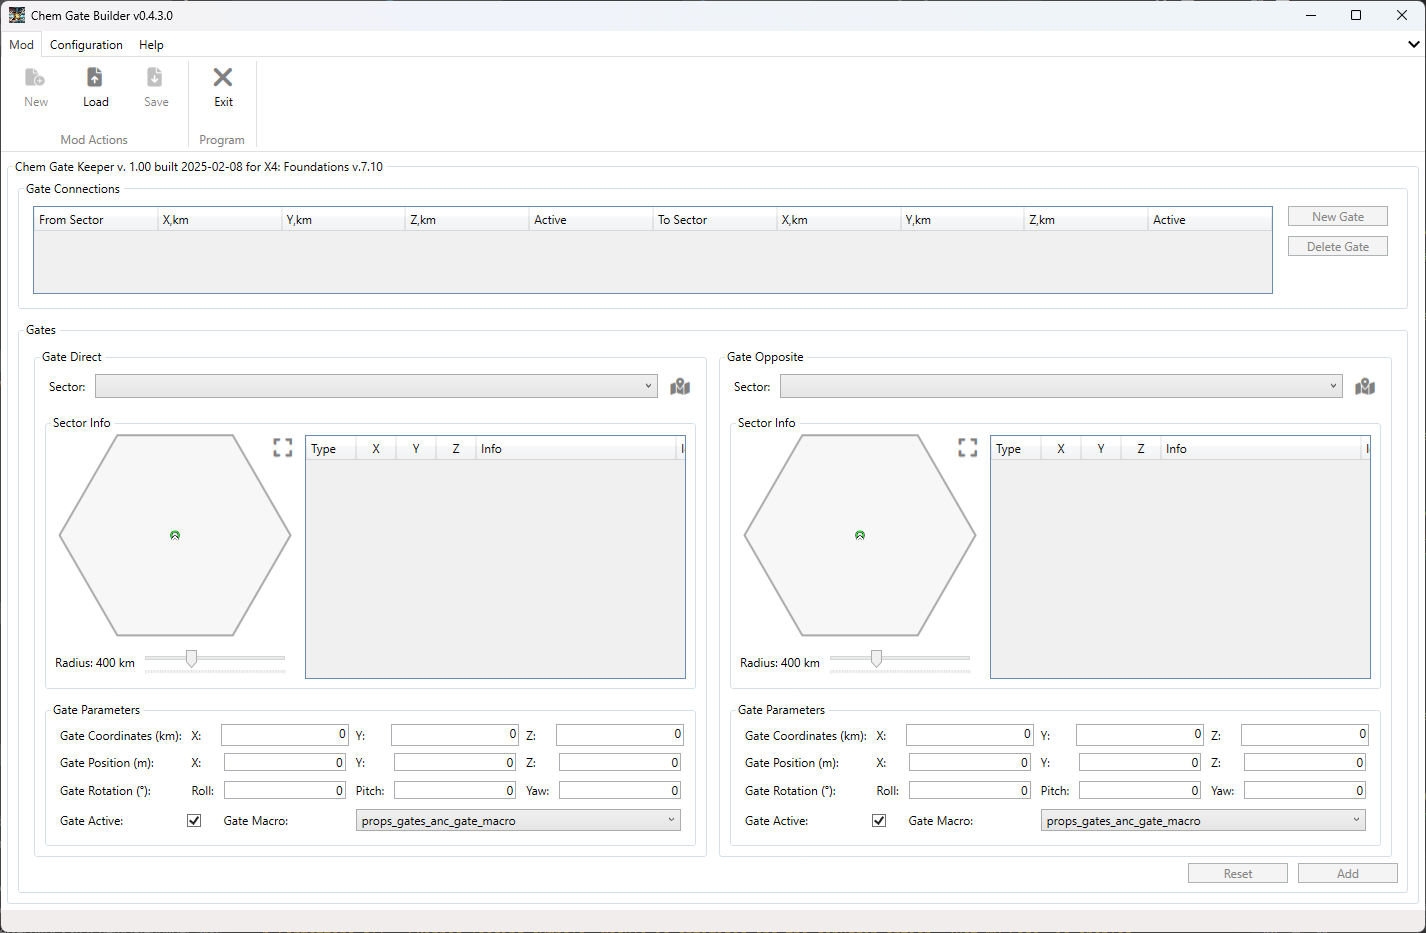 Chem Gate Builder v0.4.3.0
Mod Configuration Help
New Load Save Exit
Mod Actions Program
Chem Gate Keeper v. 1.00 built 2025-02-08 for X4: Foundations v.7.10
Gate Connections
From Sector X,km Y,km Z,km Active To Sector X,km Y,km Z,km Active
New Gate
Delete Gate
Gates
Gate Direct
Sector:
Sector Info
Type X Y Z Info
Radius: 400 km
Gate Parameters
Gate Coordinates (km): X: 0 Y: 0 Z: 0
Gate Position (m): X: 0 Y: 0 Z: 0
Gate Rotation (°): Roll: 0 Pitch: 0 Yaw: 0
Gate Active: Gate Macro: props_gates_anc_gate_macro
Gate Opposite
Sector:
Sector Info
Type X Y Z Info
Radius: 400 km
Gate Parameters
Gate Coordinates (km): X: 0 Y: 0 Z: 0
Gate Position (m): X: 0 Y: 0 Z: 0
Gate Rotation (°): Roll: 0 Pitch: 0 Yaw: 0
Gate Active: Gate Macro: props_gates_anc_gate_macro
Reset Add